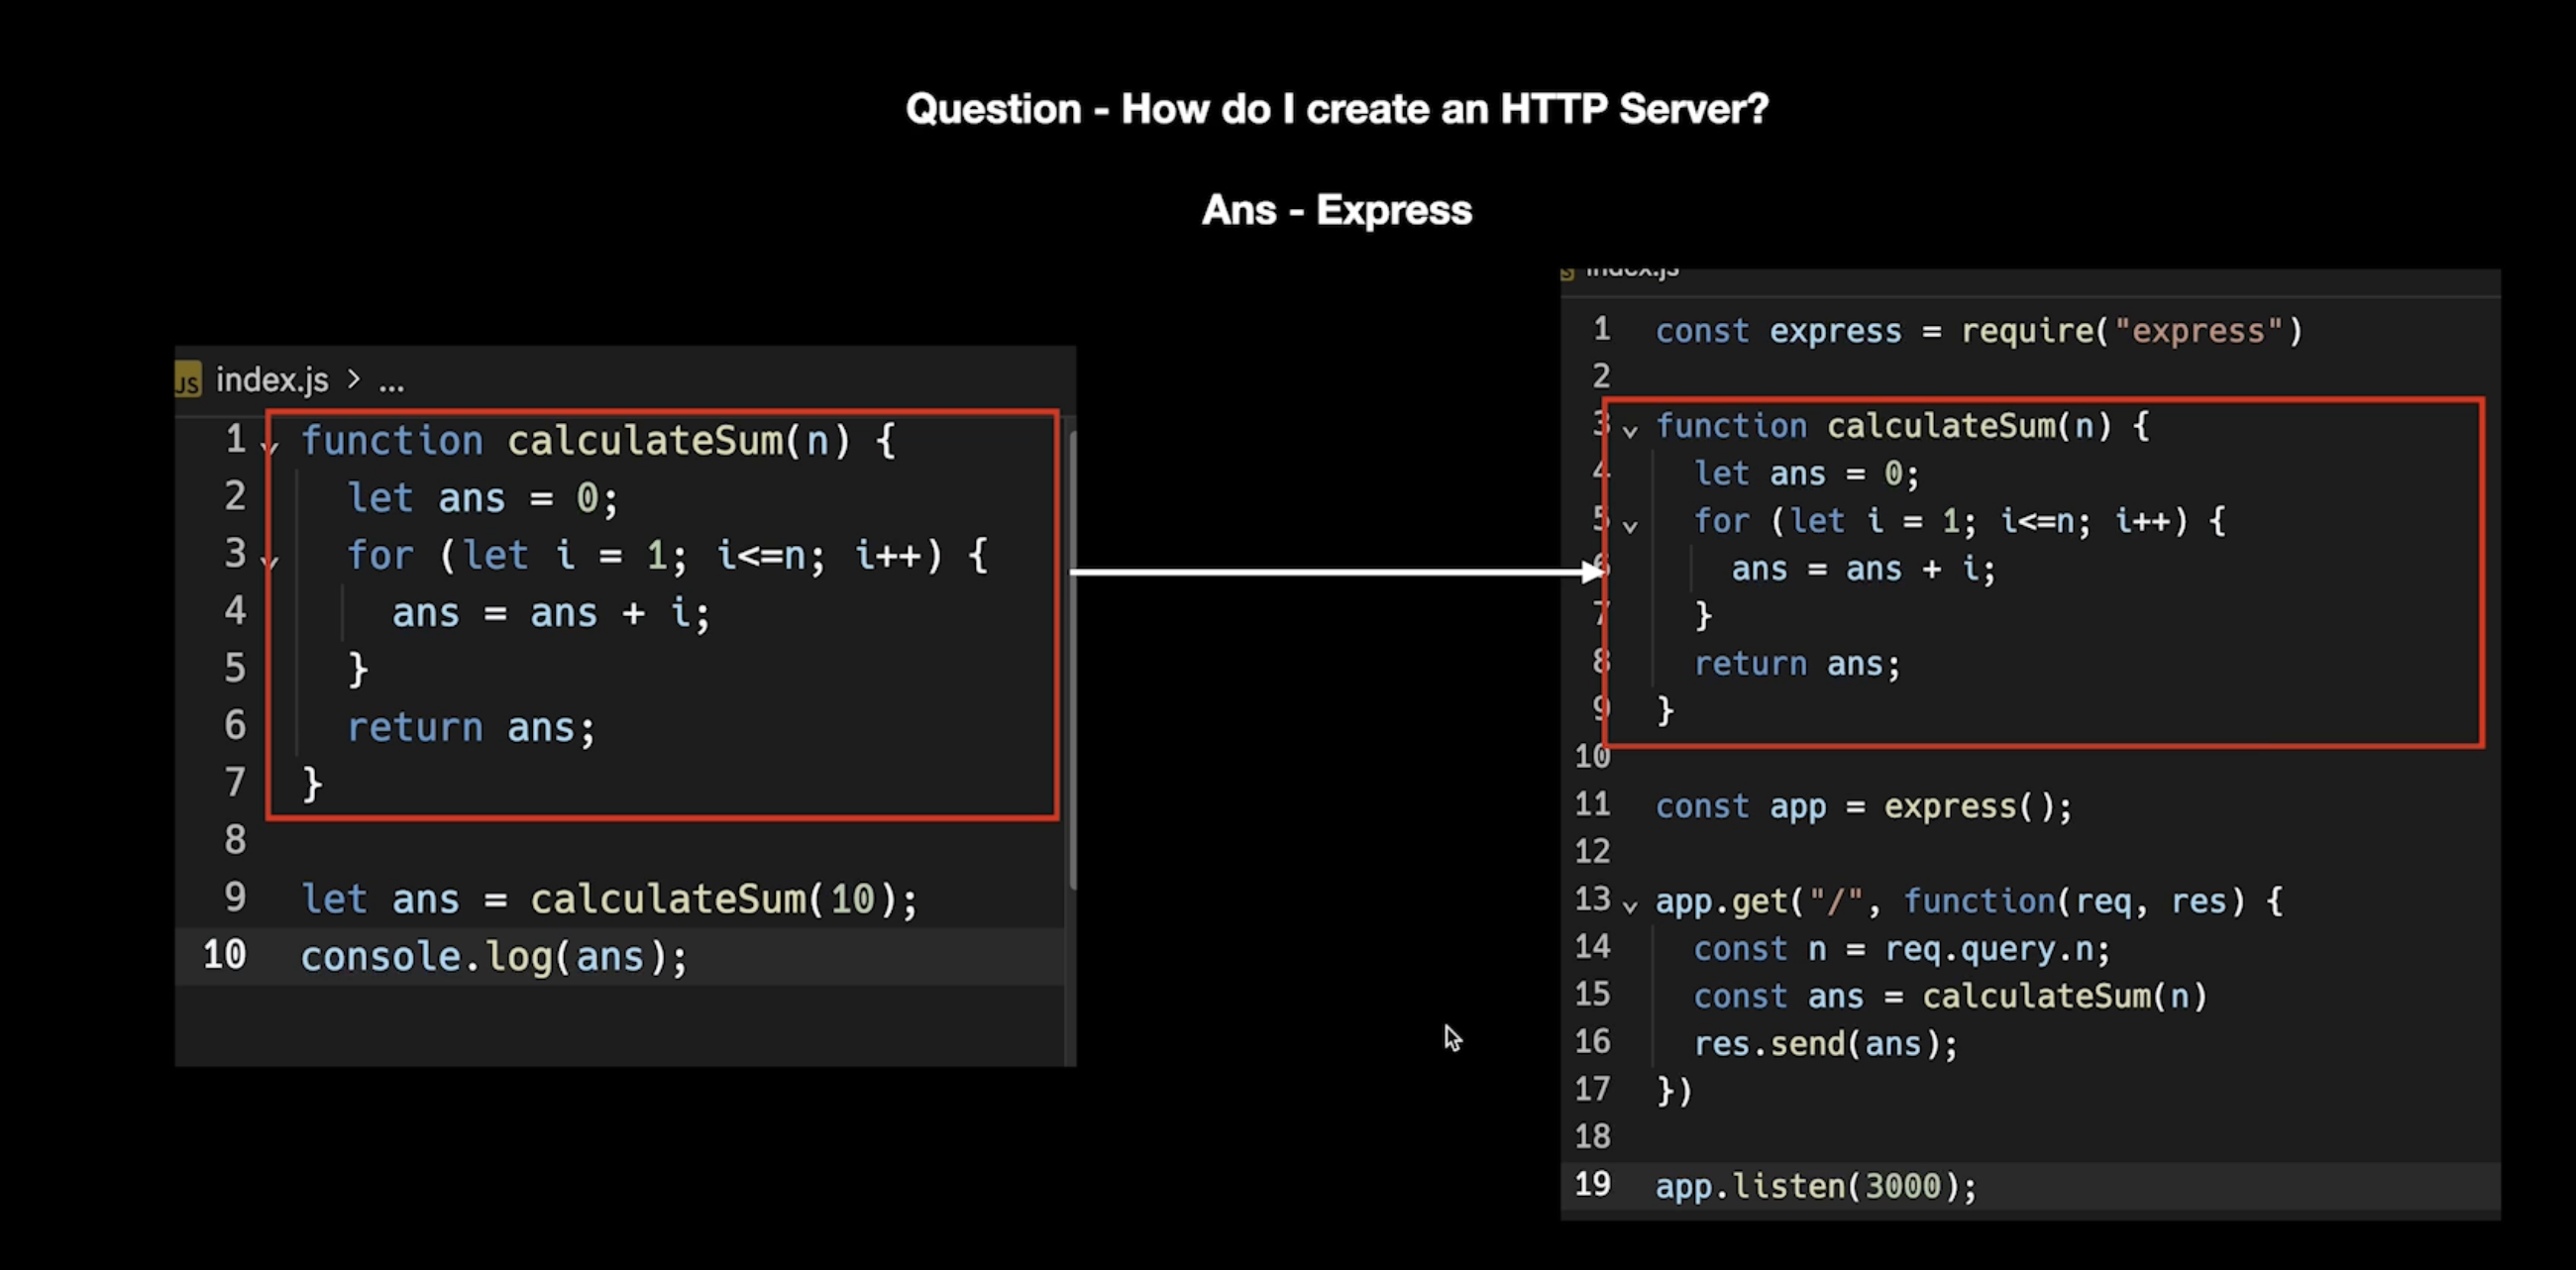 Question - How do I create an HTTP Server?
Ans - Express
JS index.js > ...
1 function calculateSum(n) {
2 let ans = 0;
3 for (let i = 1; i<=n; i++) {
4 ans = ans + i;
5 }
6 return ans;
7 }
8
9 let ans = calculateSum(10);
10 console.log(ans);
index.js
1 const express = require("express")
2
3 function calculateSum(n) {
4 let ans = 0;
5 for (let i = 1; i<=n; i++) {
6 ans = ans + i;
7 }
8 return ans;
9 }
10
11 const app = express();
12
13 app.get("/", function(req, res) {
14 const n = req.query.n;
15 const ans = calculateSum(n)
16 res.send(ans);
17 })
18
19 app.listen(3000);